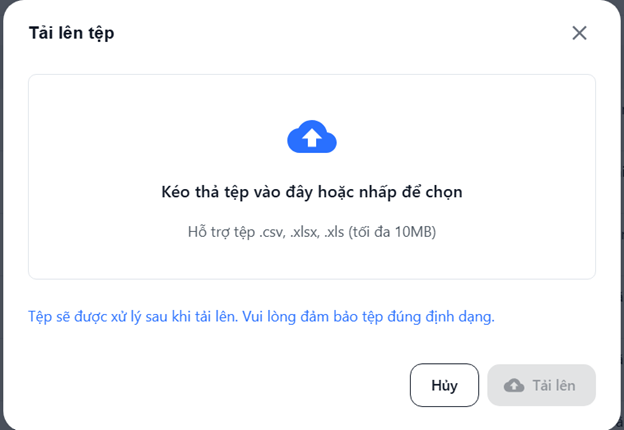 Tải lên tệp
Kéo thả tệp vào đây hoặc nhấp để chọn
Hỗ trợ tệp .csv, .xlsx, .xls (tối đa 10MB)
Tệp sẽ được xử lý sau khi tải lên. Vui lòng đảm bảo tệp đúng định dạng.
Hủy
Tải lên